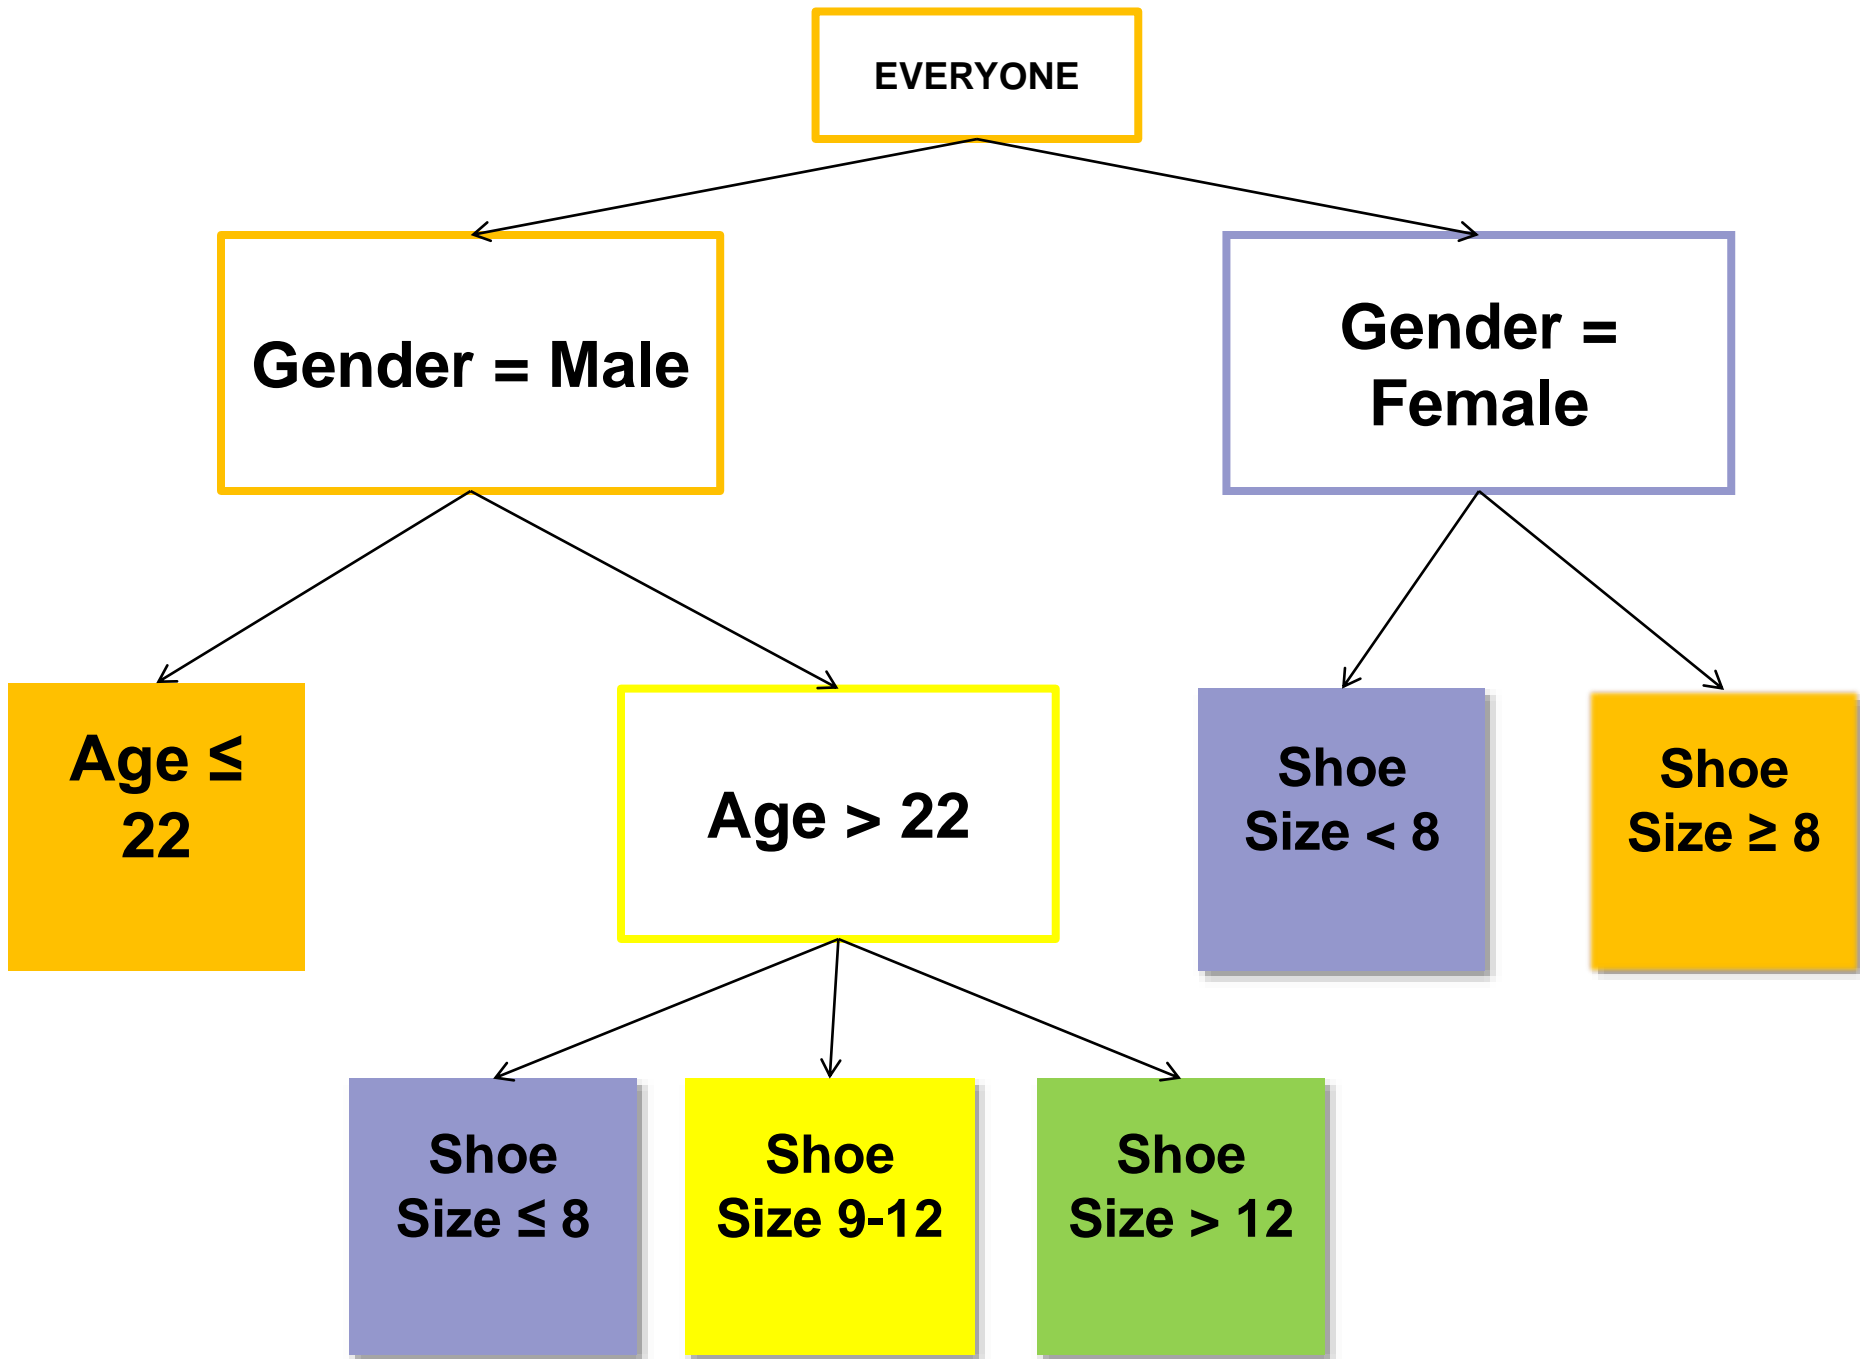 EVERYONE
Gender = Male
Gender =
Female
Age ≤
22
Age > 22
Shoe
Size < 8
Shoe
Size ≥ 8
Shoe
Size ≤ 8
Shoe
Size 9-12
Shoe
Size > 12